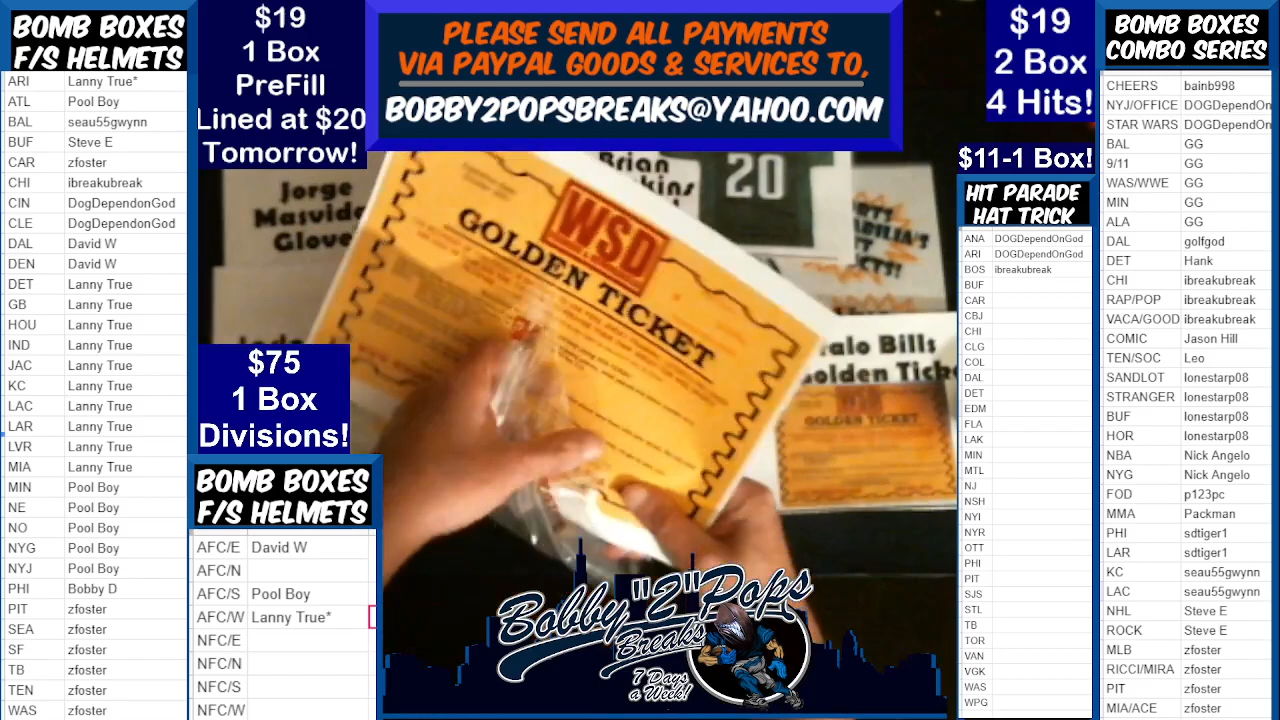 BOMB BOXES
F/S HELMETS
ARI Lanny True*
ATL Pool Boy
BAL seau55gwynn
BUF Steve E
CAR zfoster
CHI ibreakubreak
CIN DogDependonGod
CLE DogDependonGod
DAL David W
DEN David W
DET Lanny True
GB Lanny True
HOU Lanny True
IND Lanny True
JAC Lanny True
KC Lanny True
LAC Lanny True
LAR Lanny True
LVR Lanny True
MIA Lanny True
MIN Pool Boy
NE Pool Boy
NO Pool Boy
NYG Pool Boy
NYJ Pool Boy
PHI Bobby D
PIT zfoster
SEA zfoster
SF zfoster
TB zfoster
TEN zfoster
WAS zfoster
$19
1 Box
PreFill
Lined at $20
Tomorrow!
$75
1 Box
Divisions!
BOMB BOXES
F/S HELMETS
AFC/E David W
AFC/N
AFC/S Pool Boy
AFC/W Lanny True*
NFC/E
NFC/N
NFC/S
NFC/W
PLEASE SEND ALL PAYMENTS
VIA PAYPAL GOODS & SERVICES TO,
BOBBY2POPSBREAKS@YAHOO.COM
Jorge
Masvida
Glove
Brian
kins
20
WSD
GOLDEN TICKET
alo Bills
olden Tick
WSD
GOLDEN TICKET
Bobby "2" Pops
Breaks
7 Days
a Week!
$19
2 Box
4 Hits!
$11-1 Box!
HIT PARADE
HAT TRICK
ANA DOGDependOnGod
ARI DOGDependOnGod
BOS ibreakubreak
BUF
CAR
CBJ
CHI
CLG
COL
DAL
DET
EDM
FLA
LAK
MIN
MTL
NJ
NSH
NYI
NYR
OTT
PHI
PIT
SJS
STL
TB
TOR
VAN
VGK
WAS
WPG
BOMB BOXES
COMBO SERIES
CHEERS bainb998
NYJ/OFFICE DOGDependOn
STAR WARS DOGDependOn
BAL GG
9/11 GG
WAS/WWE GG
MIN GG
ALA GG
DAL golfgod
DET Hank
CHI ibreakubreak
RAP/POP ibreakubreak
VACA/GOOD ibreakubreak
COMIC Jason Hill
TEN/SOC Leo
SANDLOT lonestarp08
STRANGER lonestarp08
BUF lonestarp08
HOR lonestarp08
NBA Nick Angelo
NYG Nick Angelo
FOD p123pc
MMA Packman
PHI sdtiger1
LAR sdtiger1
KC seau55gwynn
LAC seau55gwynn
NHL Steve E
ROCK Steve E
MLB zfoster
RICCI/MIRA zfoster
PIT zfoster
MIA/ACE zfoster